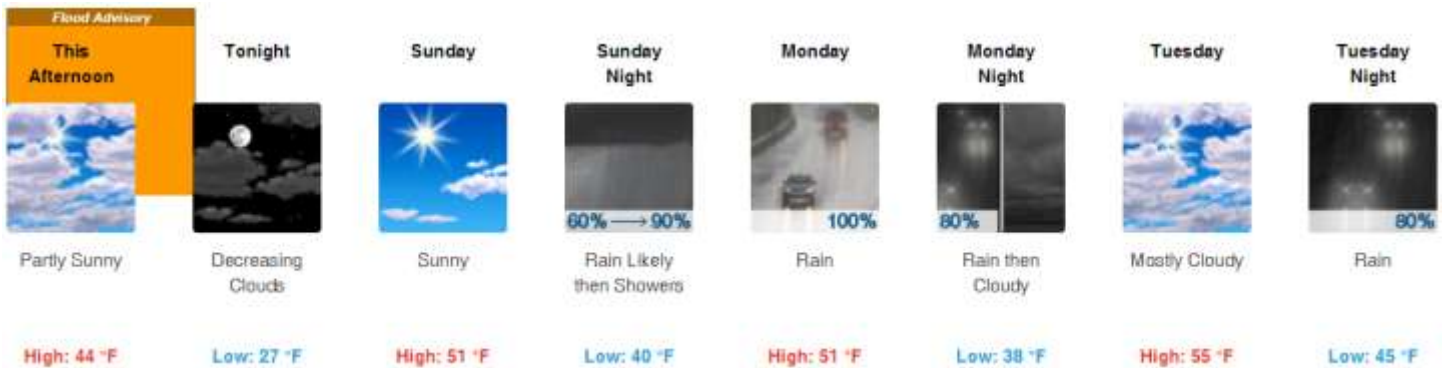 Flood Advisory
This
Afternoon
Tonight
Sunday
Sunday
Night
Monday
Monday
Night
Tuesday
Tuesday
Night
60% → 90%
100%
80%
80%
Partly Sunny
Decreasing
Clouds
Sunny
Rain Likely
then Showers
Rain
Rain then
Cloudy
Mostly Cloudy
Rain
High: 44 °F
Low: 27 °F
High: 51 °F
Low: 40 °F
High: 51 °F
Low: 38 °F
High: 55 °F
Low: 45 °F